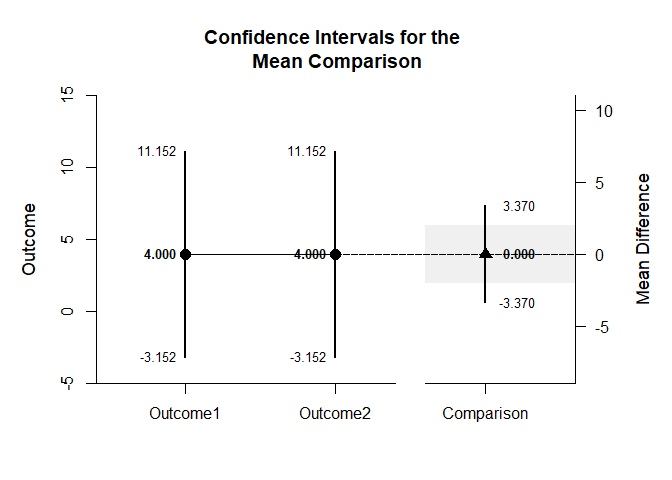 Confidence Intervals for the
Mean Comparison
Outcome
15
10
5
0
-5
11.152
4.000
-3.152
11.152
4.000
-3.152
3.370
0.000
-3.370
10
5
0
-5
Mean Difference
Outcome1
Outcome2
Comparison